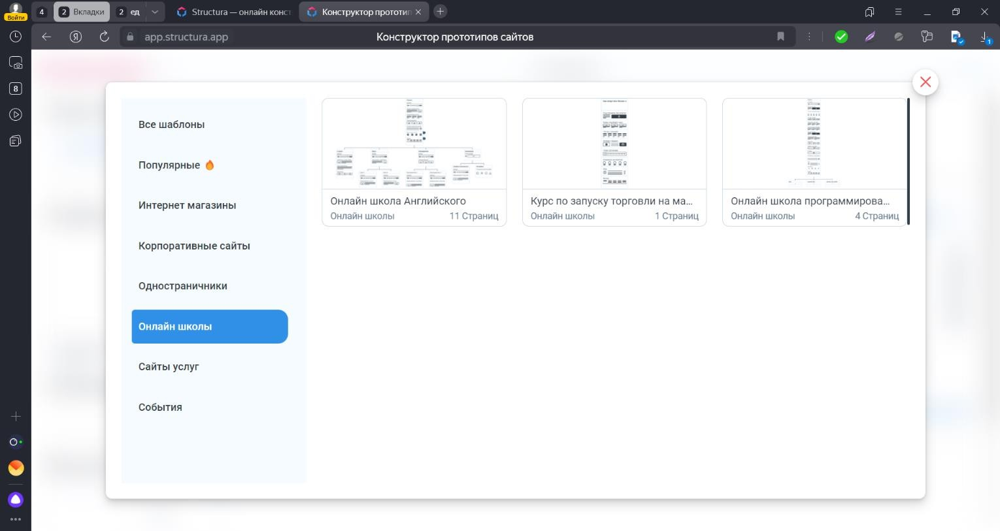 Войти
4
2 Вкладки
2 ед
Structura — онлайн конст
Конструктор прототип
app.structura.app
Конструктор прототипов сайтов
1
8
Все шаблоны
Популярные
Интернет магазины
Корпоративные сайты
Одностраничники
Онлайн школы
Сайты услуг
События
Онлайн школа Английского
Онлайн школы 11 Страниц
Курс по запуску торговли на ма...
Онлайн школы 1 Страниц
Онлайн школа программирова...
Онлайн школы 4 Страниц